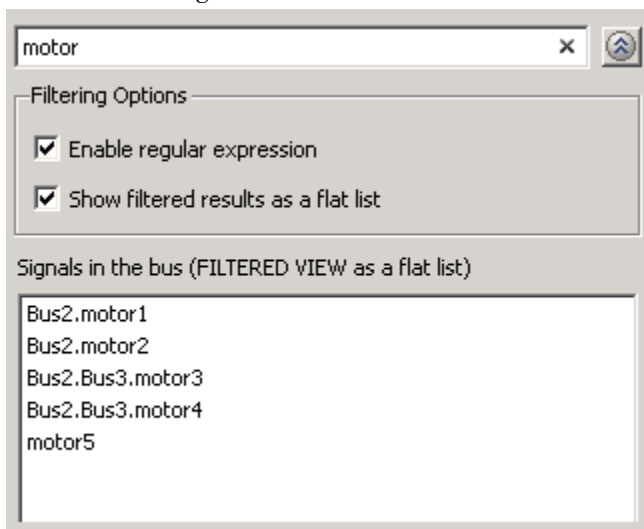 motor
Filtering Options
Enable regular expression
Show filtered results as a flat list
Signals in the bus (FILTERED VIEW as a flat list)
Bus2.motor1
Bus2.motor2
Bus2.Bus3.motor3
Bus2.Bus3.motor4
motor5